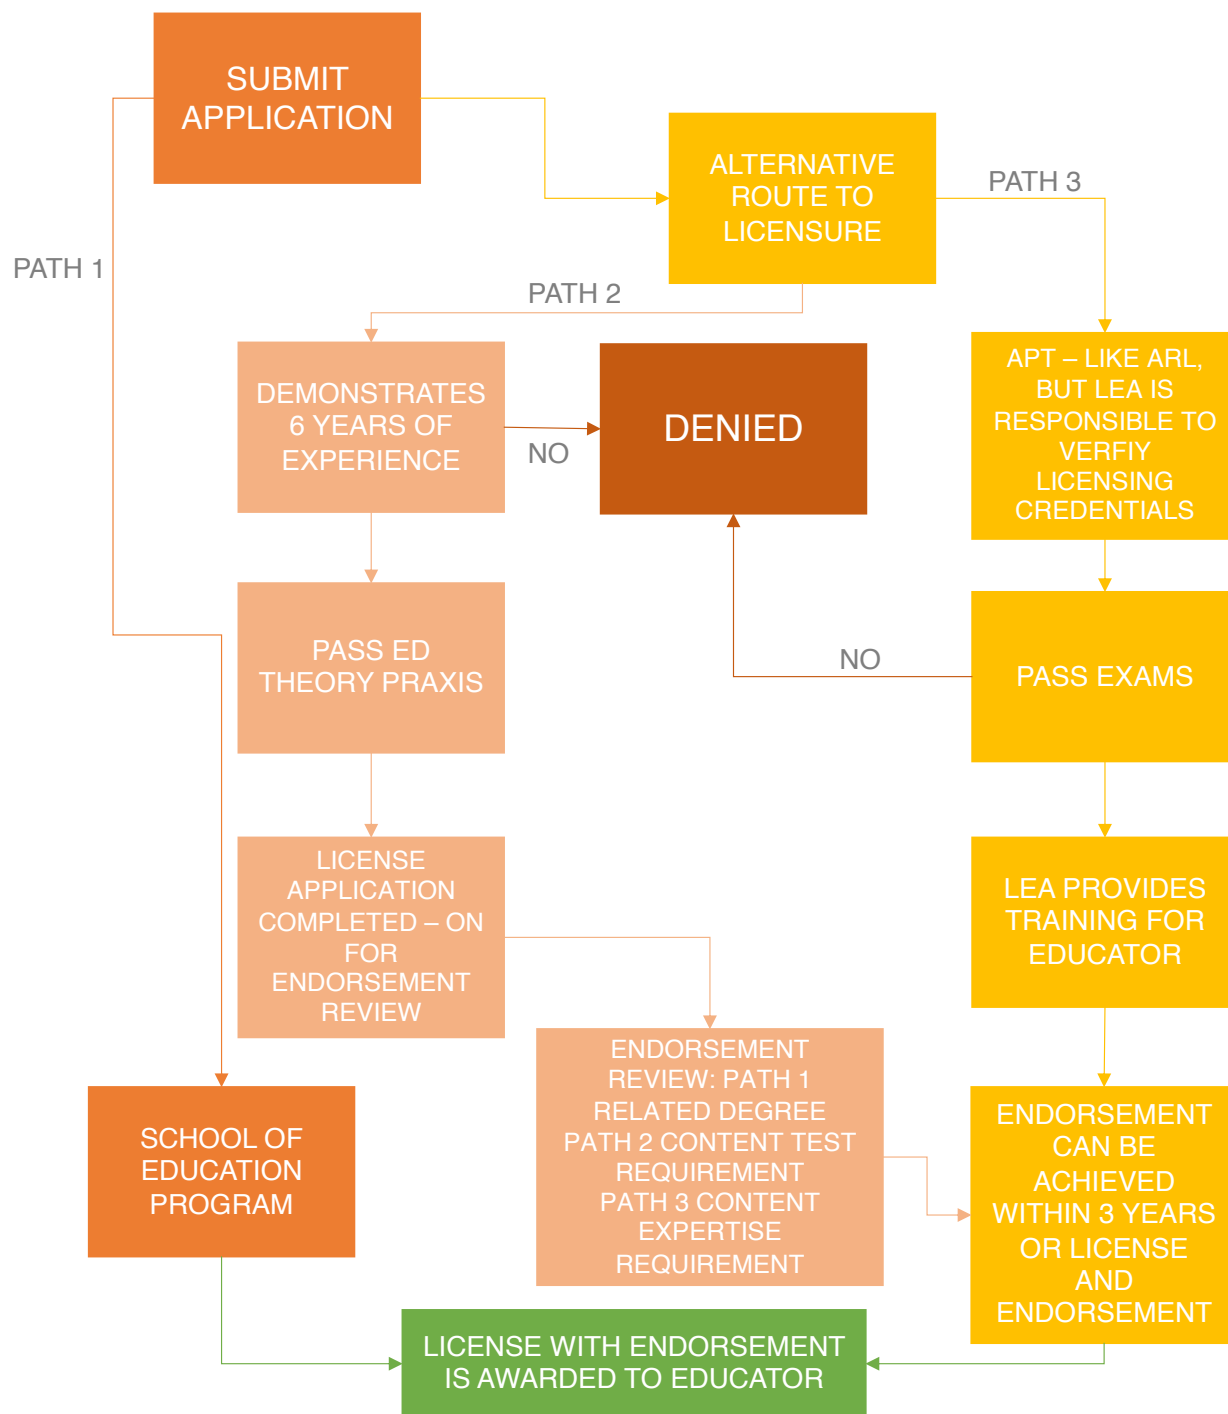 SUBMIT
APPLICATION
ALTERNATIVE
ROUTE TO
LICENSURE
PATH 3
PATH 1
PATH 2
DEMONSTRATES
6 YEARS OF
EXPERIENCE
NO
DENIED
APT – LIKE ARL,
BUT LEA IS
RESPONSIBLE TO
VERFIY
LICENSING
CREDENTIALS
PASS ED
THEORY PRAXIS
NO
PASS EXAMS
LICENSE
APPLICATION
COMPLETED – ON
FOR
ENDORSEMENT
REVIEW
LEA PROVIDES
TRAINING FOR
EDUCATOR
SCHOOL OF
EDUCATION
PROGRAM
ENDORSEMENT
REVIEW: PATH 1
RELATED DEGREE
PATH 2 CONTENT TEST
REQUIREMENT
PATH 3 CONTENT
EXPERTISE
REQUIREMENT
ENDORSEMENT
CAN BE
ACHIEVED
WITHIN 3 YEARS
OR LICENSE
AND
ENDORSEMENT
LICENSE WITH ENDORSEMENT
IS AWARDED TO EDUCATOR